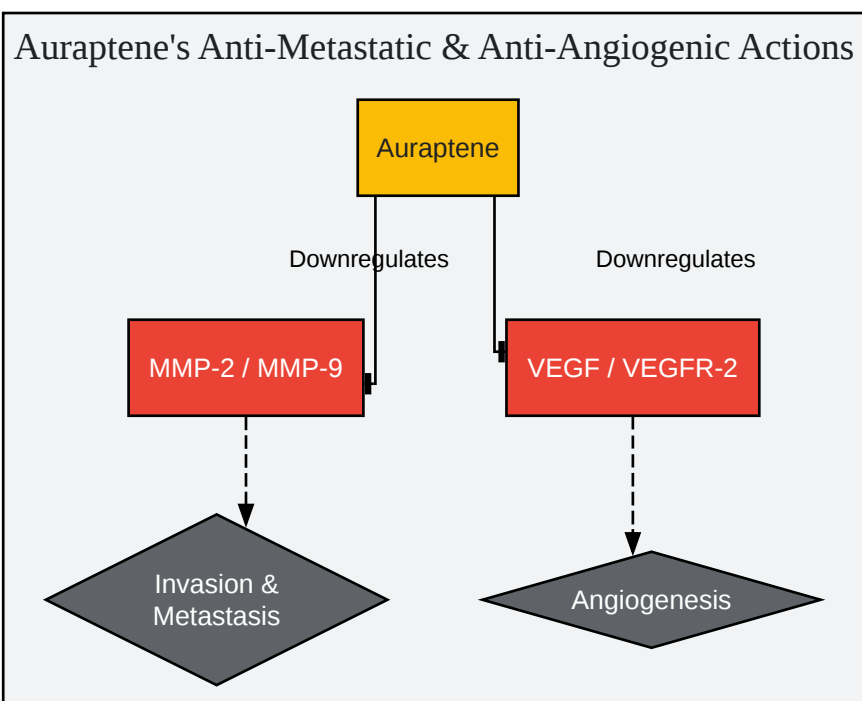 Auraptene's Anti-Metastatic & Anti-Angiogenic Actions
Auraptene
Downregulates
Downregulates
MMP-2 / MMP-9
VEGF / VEGFR-2
Invasion &
Metastasis
Angiogenesis